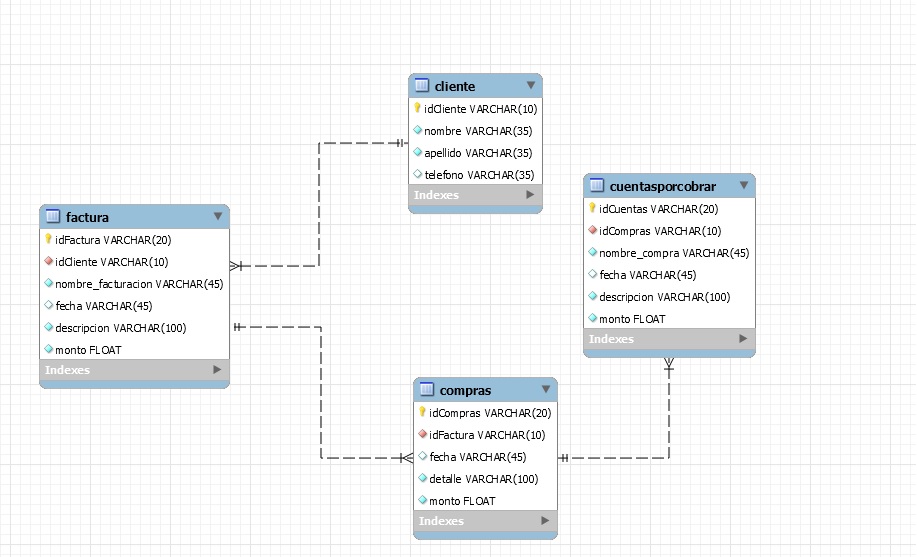 cliente
idCliente VARCHAR(10)
nombre VARCHAR(35)
apellido VARCHAR(35)
telefono VARCHAR(35)
Indexes
factura
idFactura VARCHAR(20)
idCliente VARCHAR(10)
nombre_facturacion VARCHAR(45)
fecha VARCHAR(45)
descripcion VARCHAR(100)
monto FLOAT
Indexes
cuentasporcobrar
idCuentas VARCHAR(20)
idCompras VARCHAR(10)
nombre_compra VARCHAR(45)
fecha VARCHAR(45)
descripcion VARCHAR(100)
monto FLOAT
Indexes
compras
idCompras VARCHAR(20)
idFactura VARCHAR(10)
fecha VARCHAR(45)
detalle VARCHAR(100)
monto FLOAT
Indexes